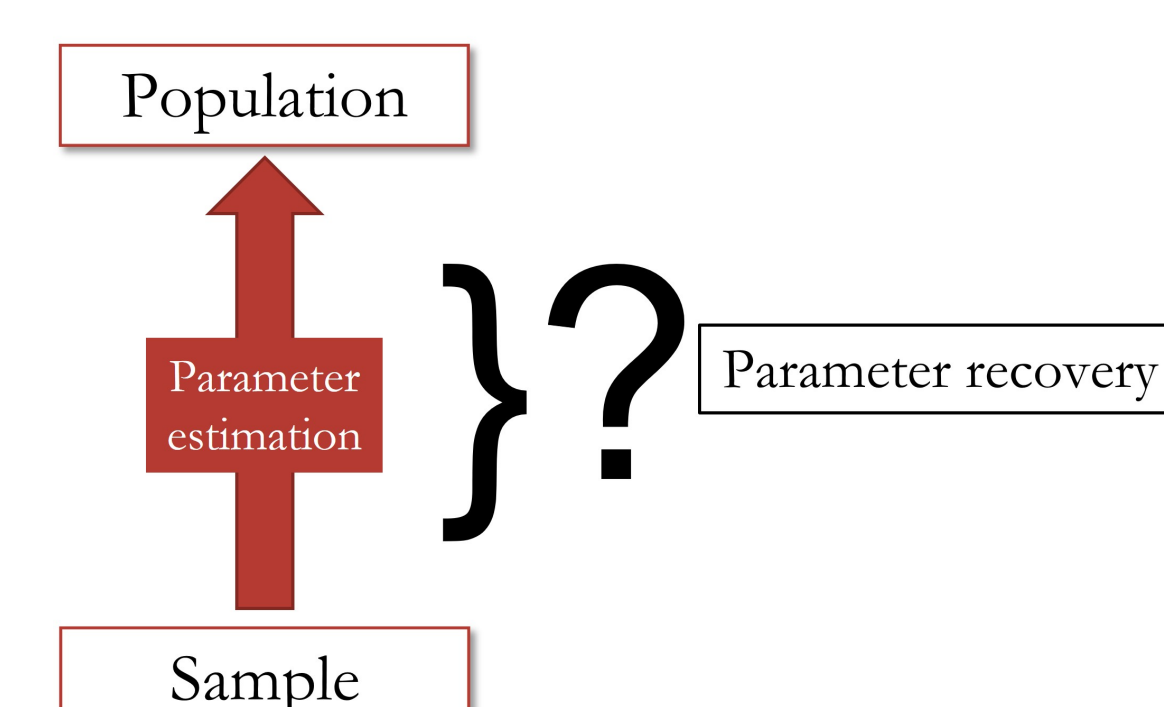 Population
Parameter
estimation
}?
Parameter recovery
Sample